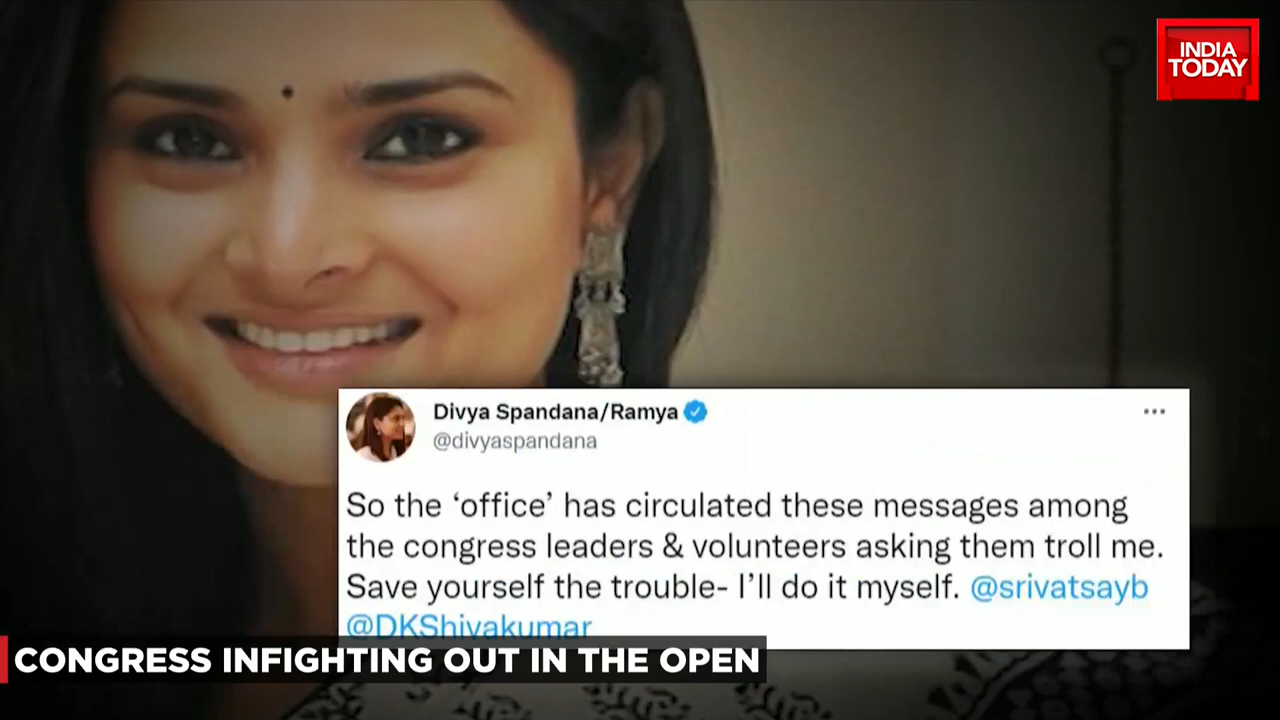 INDIA
TODAY
Divya Spandana/Ramya
@divyaspandana
So the ‘office’ has circulated these messages among
the congress leaders & volunteers asking them troll me.
Save yourself the trouble- I’ll do it myself. @srivatsayb
@DKShivakumar
CONGRESS INFIGHTING OUT IN THE OPEN